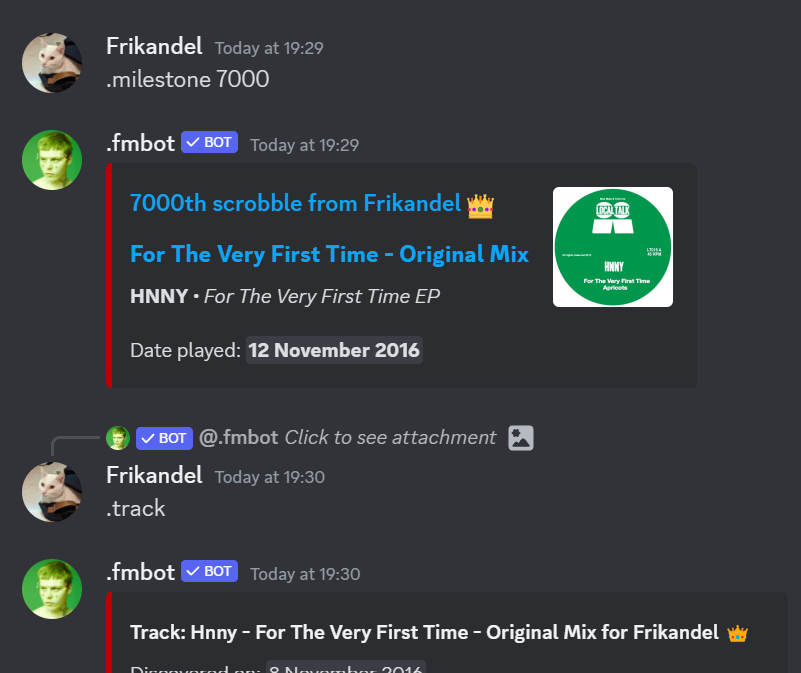 Frikandel Today at 19:29
.milestone 7000
.fmbot BOT Today at 19:29
7000th scrobble from Frikandel
LOCAL TALK
For The Very First Time - Original Mix
HNNY • For The Very First Time EP
HNNY
For The Very First Time
Apricots
Date played: 12 November 2016
BOT @.fmbot Click to see attachment
Frikandel Today at 19:30
.track
.fmbot BOT Today at 19:30
Track: Hnny - For The Very First Time - Original Mix for Frikandel
Discovered on: 8 November 2016